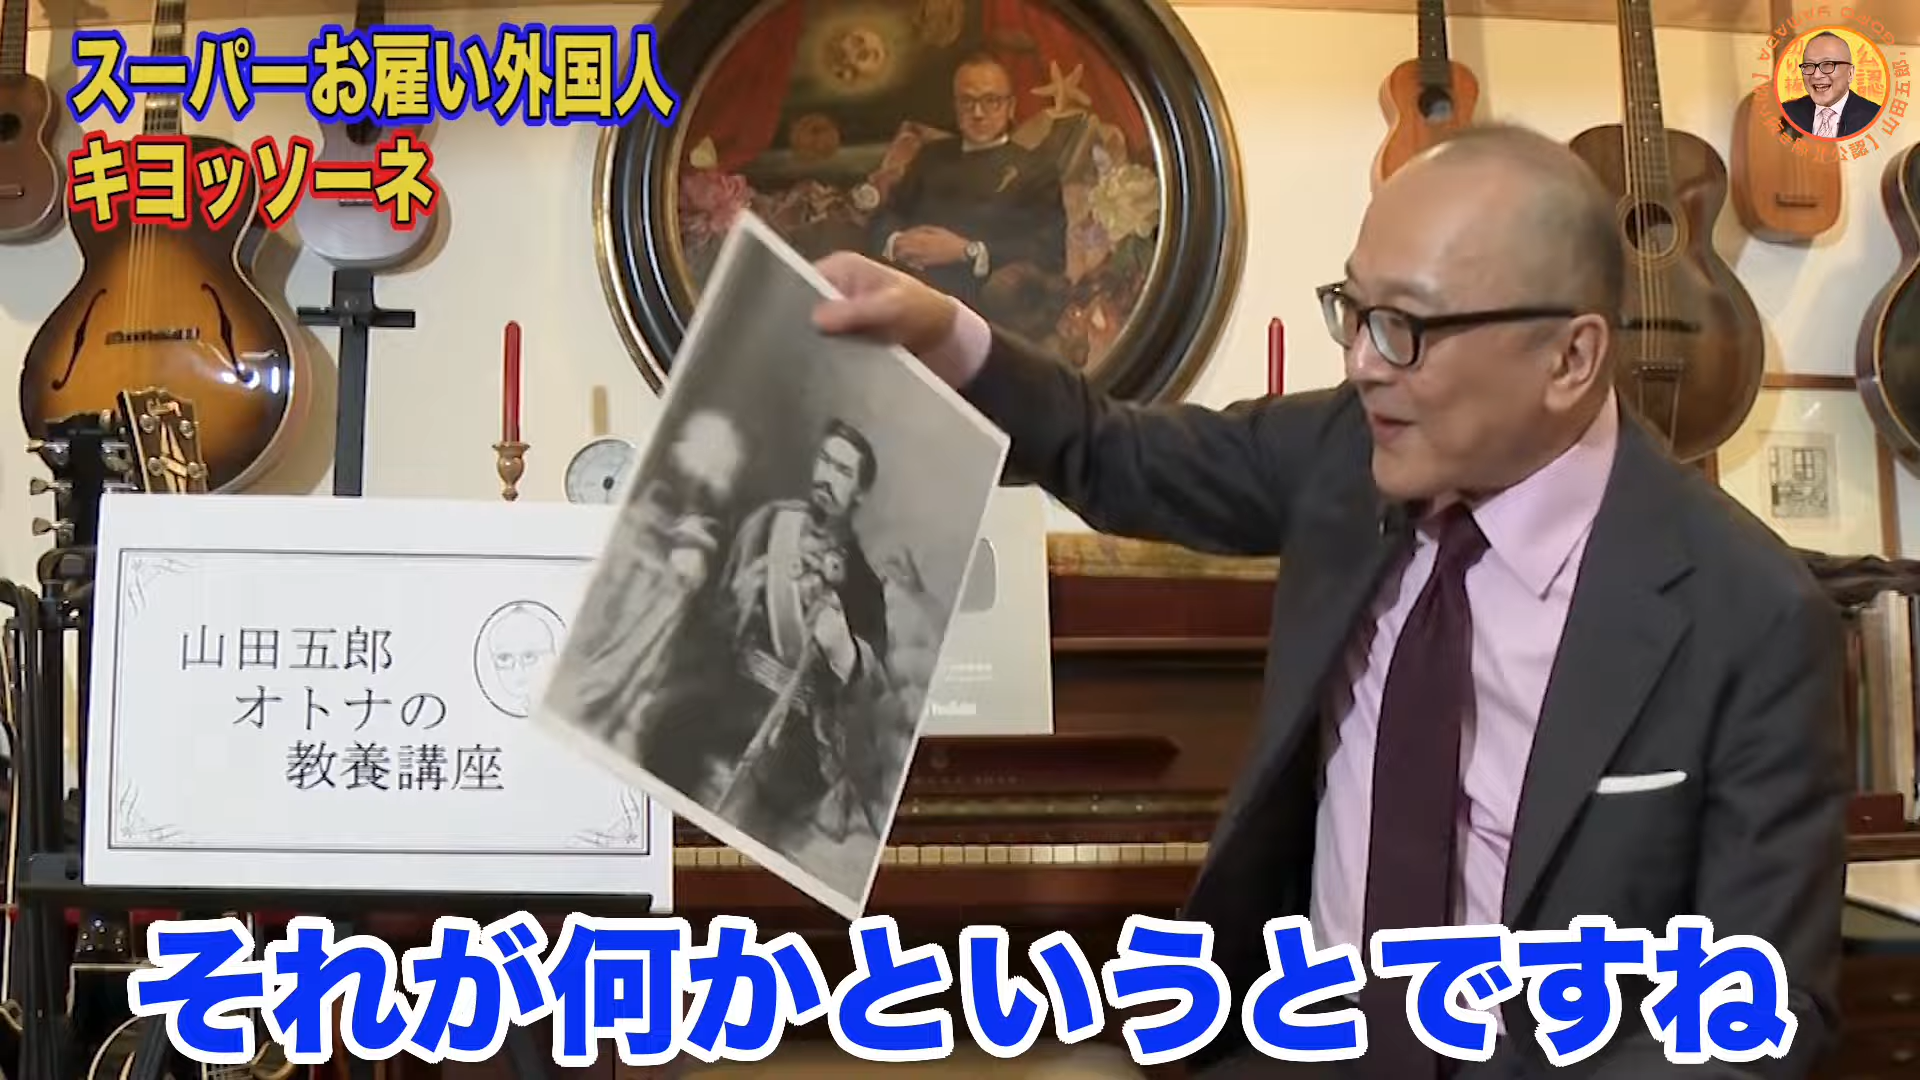 スーパーお雇い外国人
キヨッソーネ
山田五郎
オトナの
教養講座
YouTube
それが何かというとですね